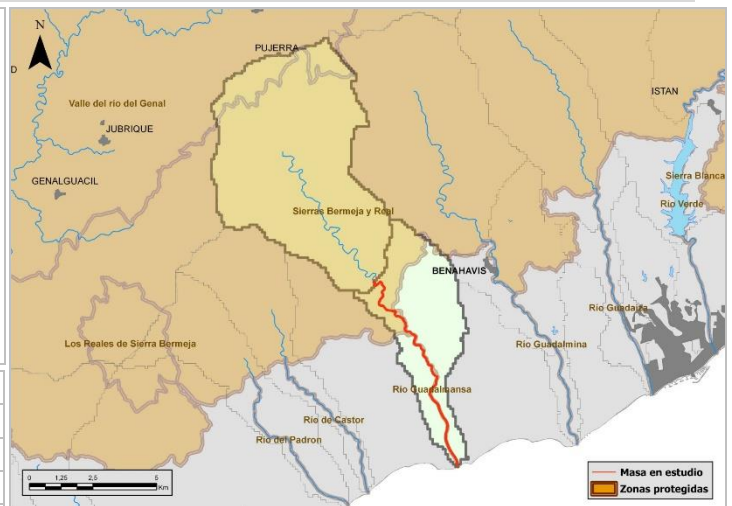 N
PUJERRA
D
ISTAN
Valle del rio del Genal
JUBRIQUE
GENALGUACIL
Sierra Blanca
Rio Verde
Sierras Bermeja y Real
BENAHAVIS
Rio Guadaiza
Los Reales de Sierra Bermeja
Rio Guadalmina
Rio Guadalmansa
Rio de Castor
Rio del Padron
0 1,25 2,5 5
Km
Masa en estudio
Zonas protegidas